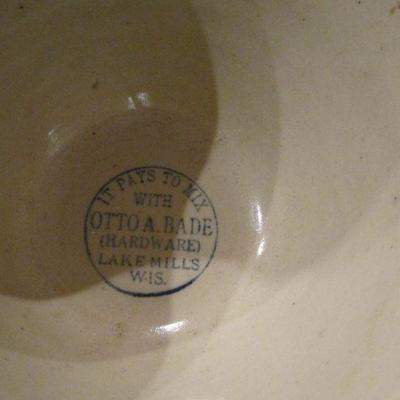 IT PAYS TO MIX
WITH
OTTO A. BADE
(HARDWARE)
LAKE MILLS
WIS.